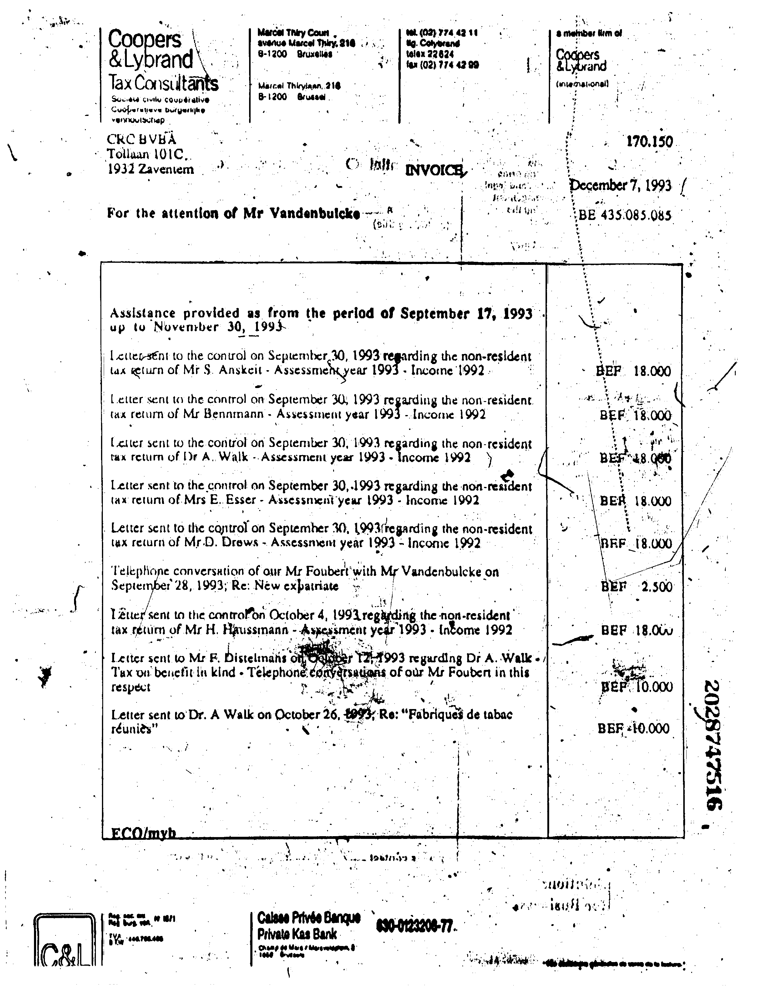 Coopers
& Lybrand
Tax Consultants
Société civile coopérative
Coöperatieve burgerlijke
vennootschap
Marcel Thiry Court
avenue Marcel Thiry, 216
B-1200 Bruxelles
Marcel Thirylaan, 216
B-1200 Brussel
tel. (02) 774 42 11
tlg. Colybrand
telex 22824
fax (02) 774 42 99
a member firm of
Coopers
& Lybrand
(international)
CRC BVBA
Tollaan 101C
1932 Zaventem
170.150
INVOICE
December 7, 1993
For the attention of Mr Vandenbulcke
BE 435.085.085
Assistance provided as from the period of September 17, 1993
up to November 30, 1993
Letter sent to the control on September 30, 1993 regarding the non-resident
tax return of Mr S. Anskeit - Assessment year 1993 - Income 1992
BEF 18.000
Letter sent to the control on September 30, 1993 regarding the non-resident
tax return of Mr Bennmann - Assessment year 1993 - Income 1992
BEF 18.000
Letter sent to the control on September 30, 1993 regarding the non-resident
tax return of Dr A. Walk - Assessment year 1993 - Income 1992
BEF 18.000
Letter sent to the control on September 30, 1993 regarding the non-resident
tax return of Mrs E. Esser - Assessment year 1993 - Income 1992
BEF 18.000
Letter sent to the control on September 30, 1993 regarding the non-resident
tax return of Mr D. Drews - Assessment year 1993 - Income 1992
BEF 18.000
Telephone conversation of our Mr Foubert with Mr Vandenbulcke on
September 28, 1993; Re: New expatriate
BEF 2.500
Letter sent to the control on October 4, 1993 regarding the non-resident
tax return of Mr H. Haussmann - Assessment year 1993 - Income 1992
BEF 18.000
Letter sent to Mr F. Distelmans on October 12, 1993 regarding Dr A. Walk -
Tax on benefit in kind - Telephone conversations of our Mr Foubert in this
respect
BEF 10.000
Letter sent to Dr. A Walk on October 26, 1993; Re: "Fabriques de tabac
réunies"
BEF 10.000
ECO/myb
2028747516
C&L
Caisse Privée Banque
Private Kas Bank
630-0123208-77